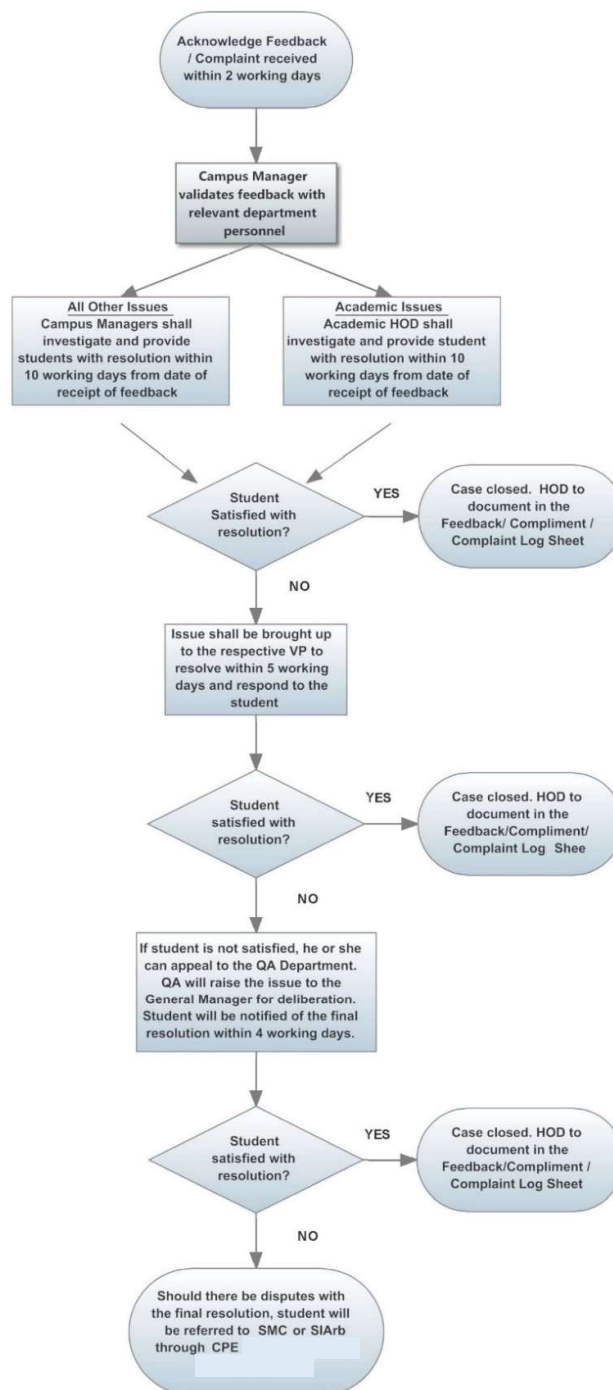 Acknowledge Feedback
/ Complaint received
within 2 working days
Campus Manager
validates feedback with
relevant department
personnel
All Other Issues
Campus Managers shall
investigate and provide
students with resolution within
10 working days from date of
receipt of feedback
Academic Issues
Academic HOD shall
investigate and provide student
with resolution within 10
working days from date of
receipt of feedback
Student
Satisfied with
resolution?
YES
Case closed. HOD to
document in the
Feedback/ Compliment /
Complaint Log Sheet
NO
Issue shall be brought up
to the respective VP to
resolve within 5 working
days and respond to the
student
Student
satisfied with
resolution?
YES
Case closed. HOD to
document in the
Feedback/Compliment/
Complaint Log Shee
NO
If student is not satisfied, he or she
can appeal to the QA Department.
QA will raise the issue to the
General Manager for deliberation.
Student will be notified of the final
resolution within 4 working days.
Student
satisfied with
resolution?
YES
Case closed. HOD to
document in the
Feedback/Compliment /
Complaint Log Sheet
NO
Should there be disputes with
the final resolution, student will
be referred to SMC or SIArb
through CPE